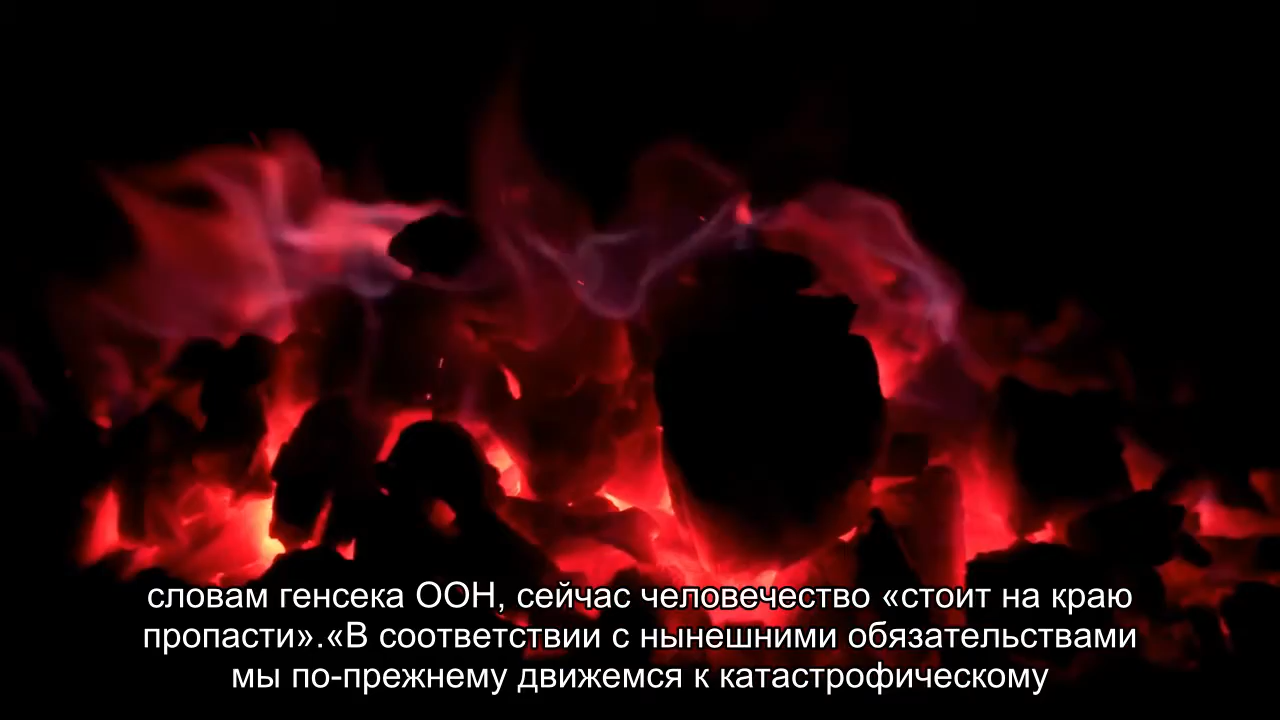 словам генсека ООН, сейчас человечество «стоит на краю
пропасти».«В соответствии с нынешними обязательствами
мы по-прежнему движемся к катастрофическому